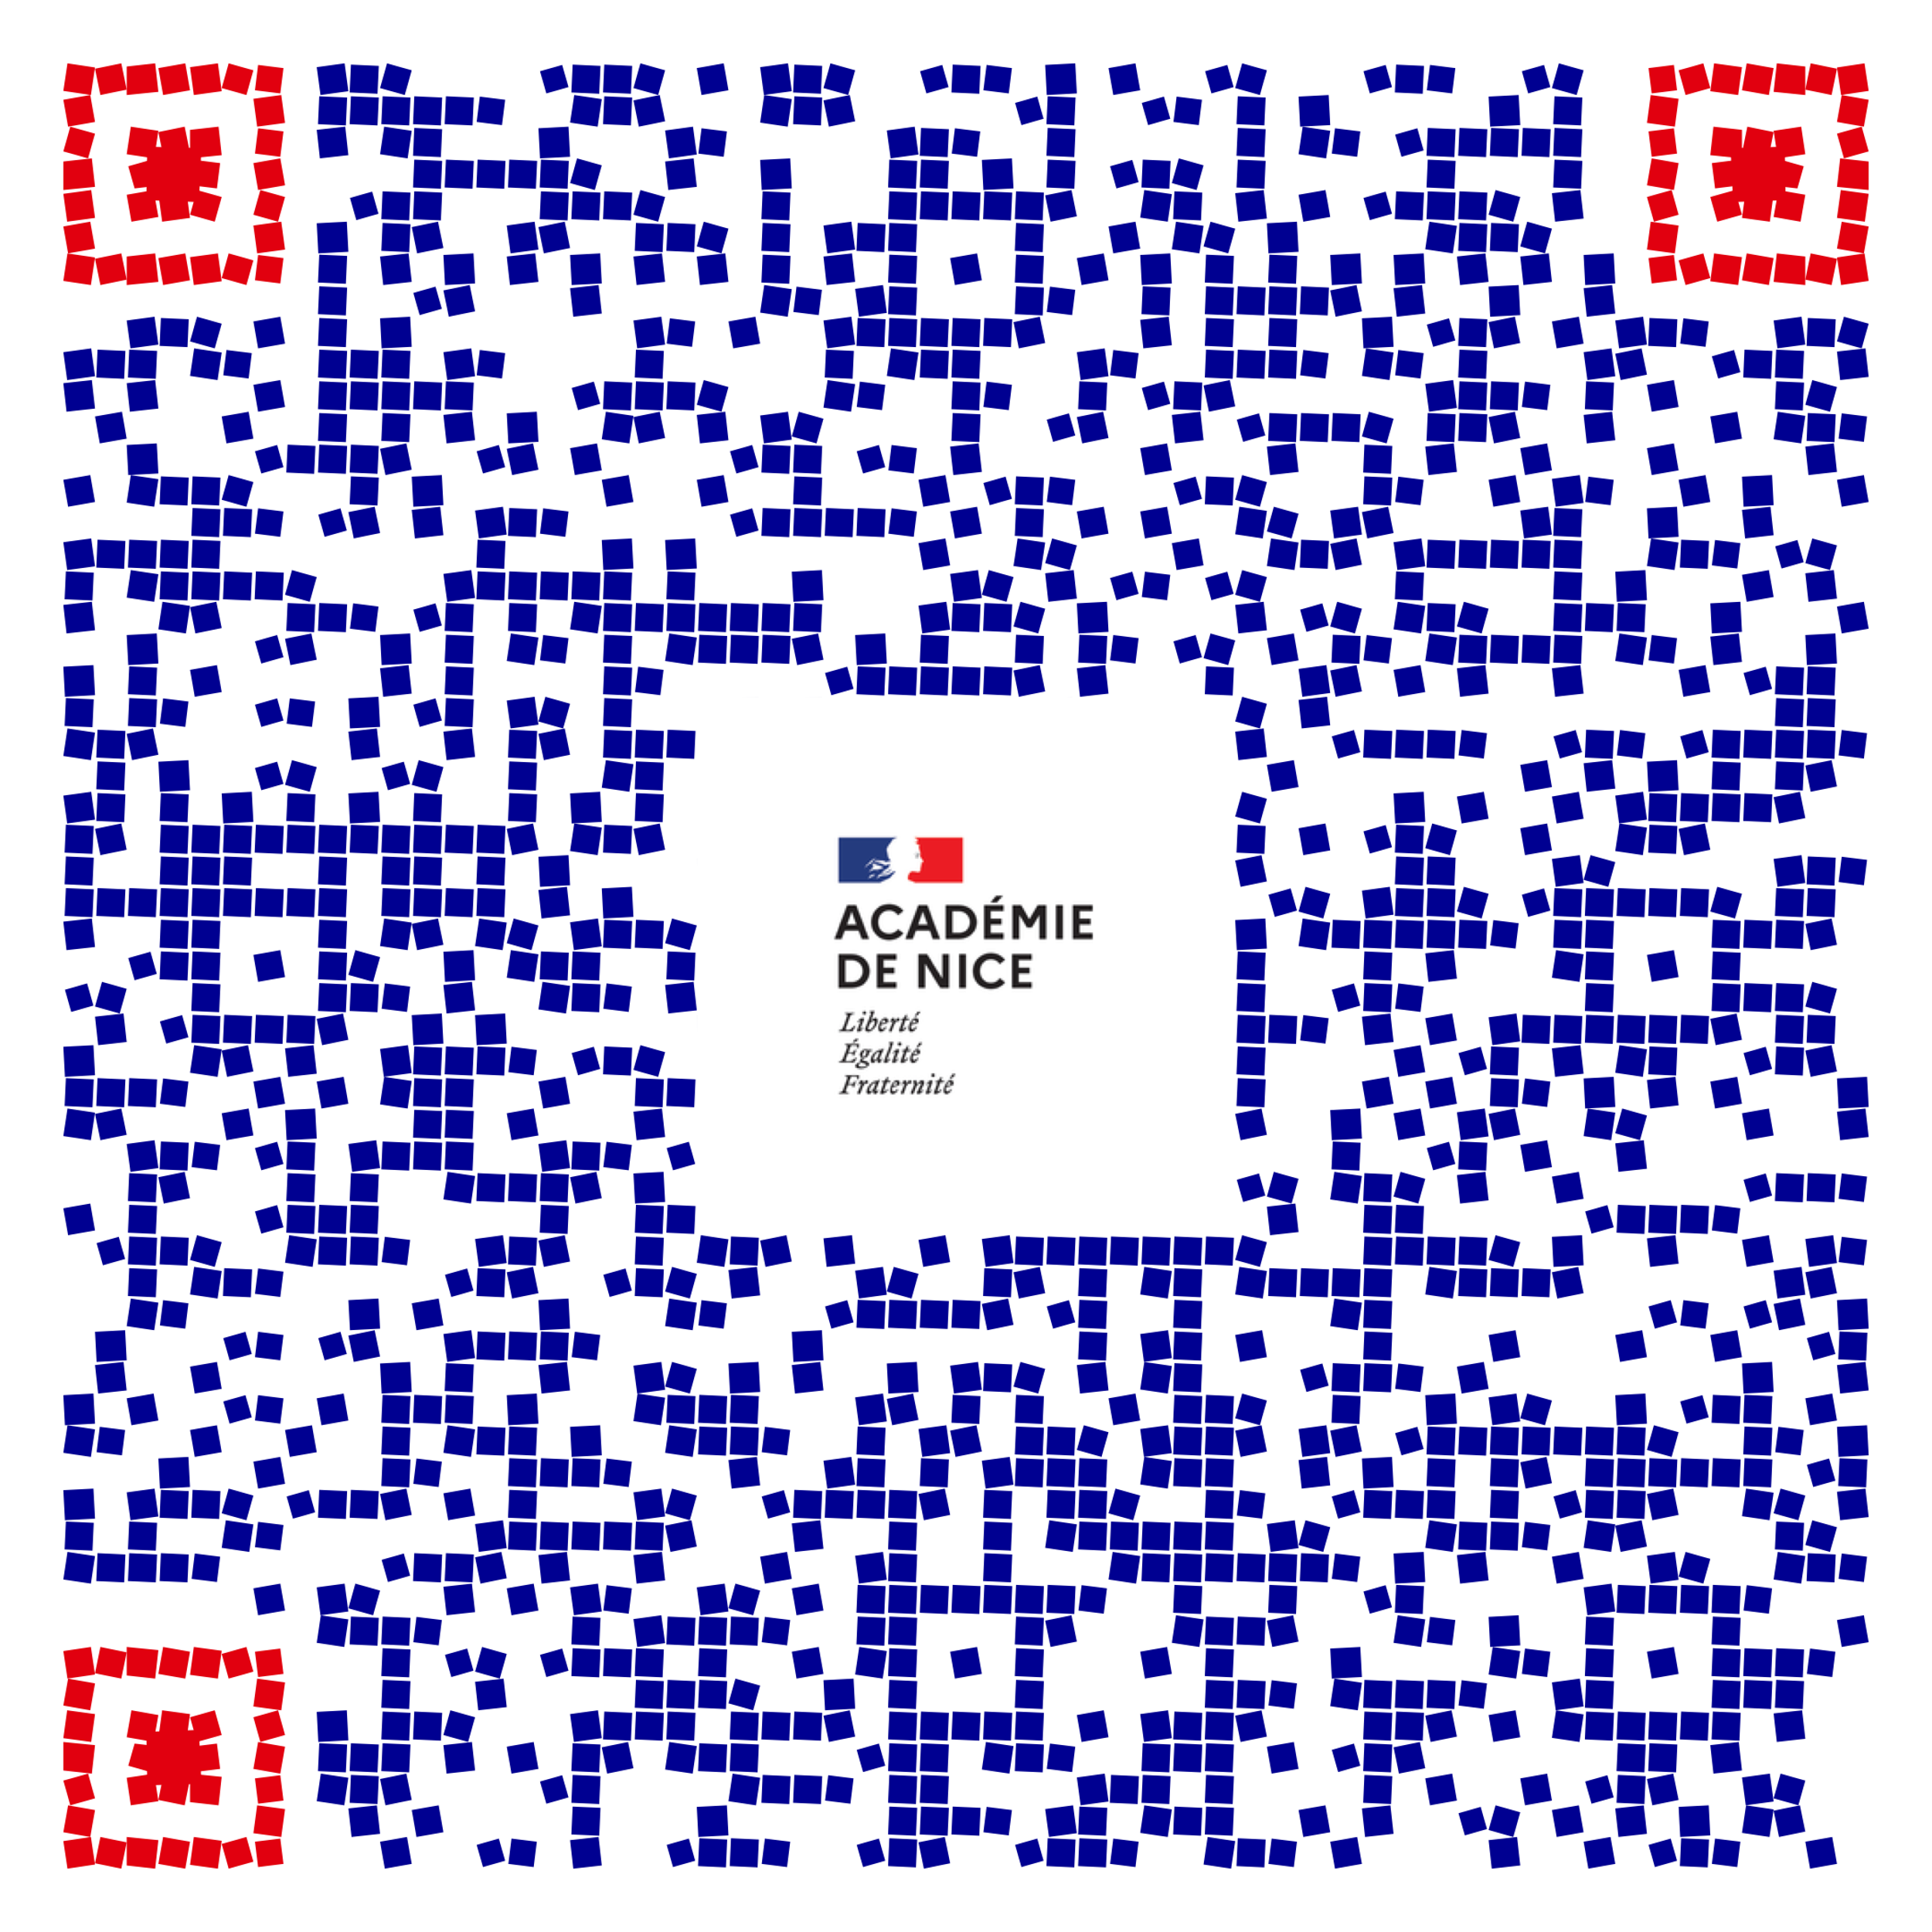 ACADÉMIE
DE NICE
Liberté
Égalité
Fraternité